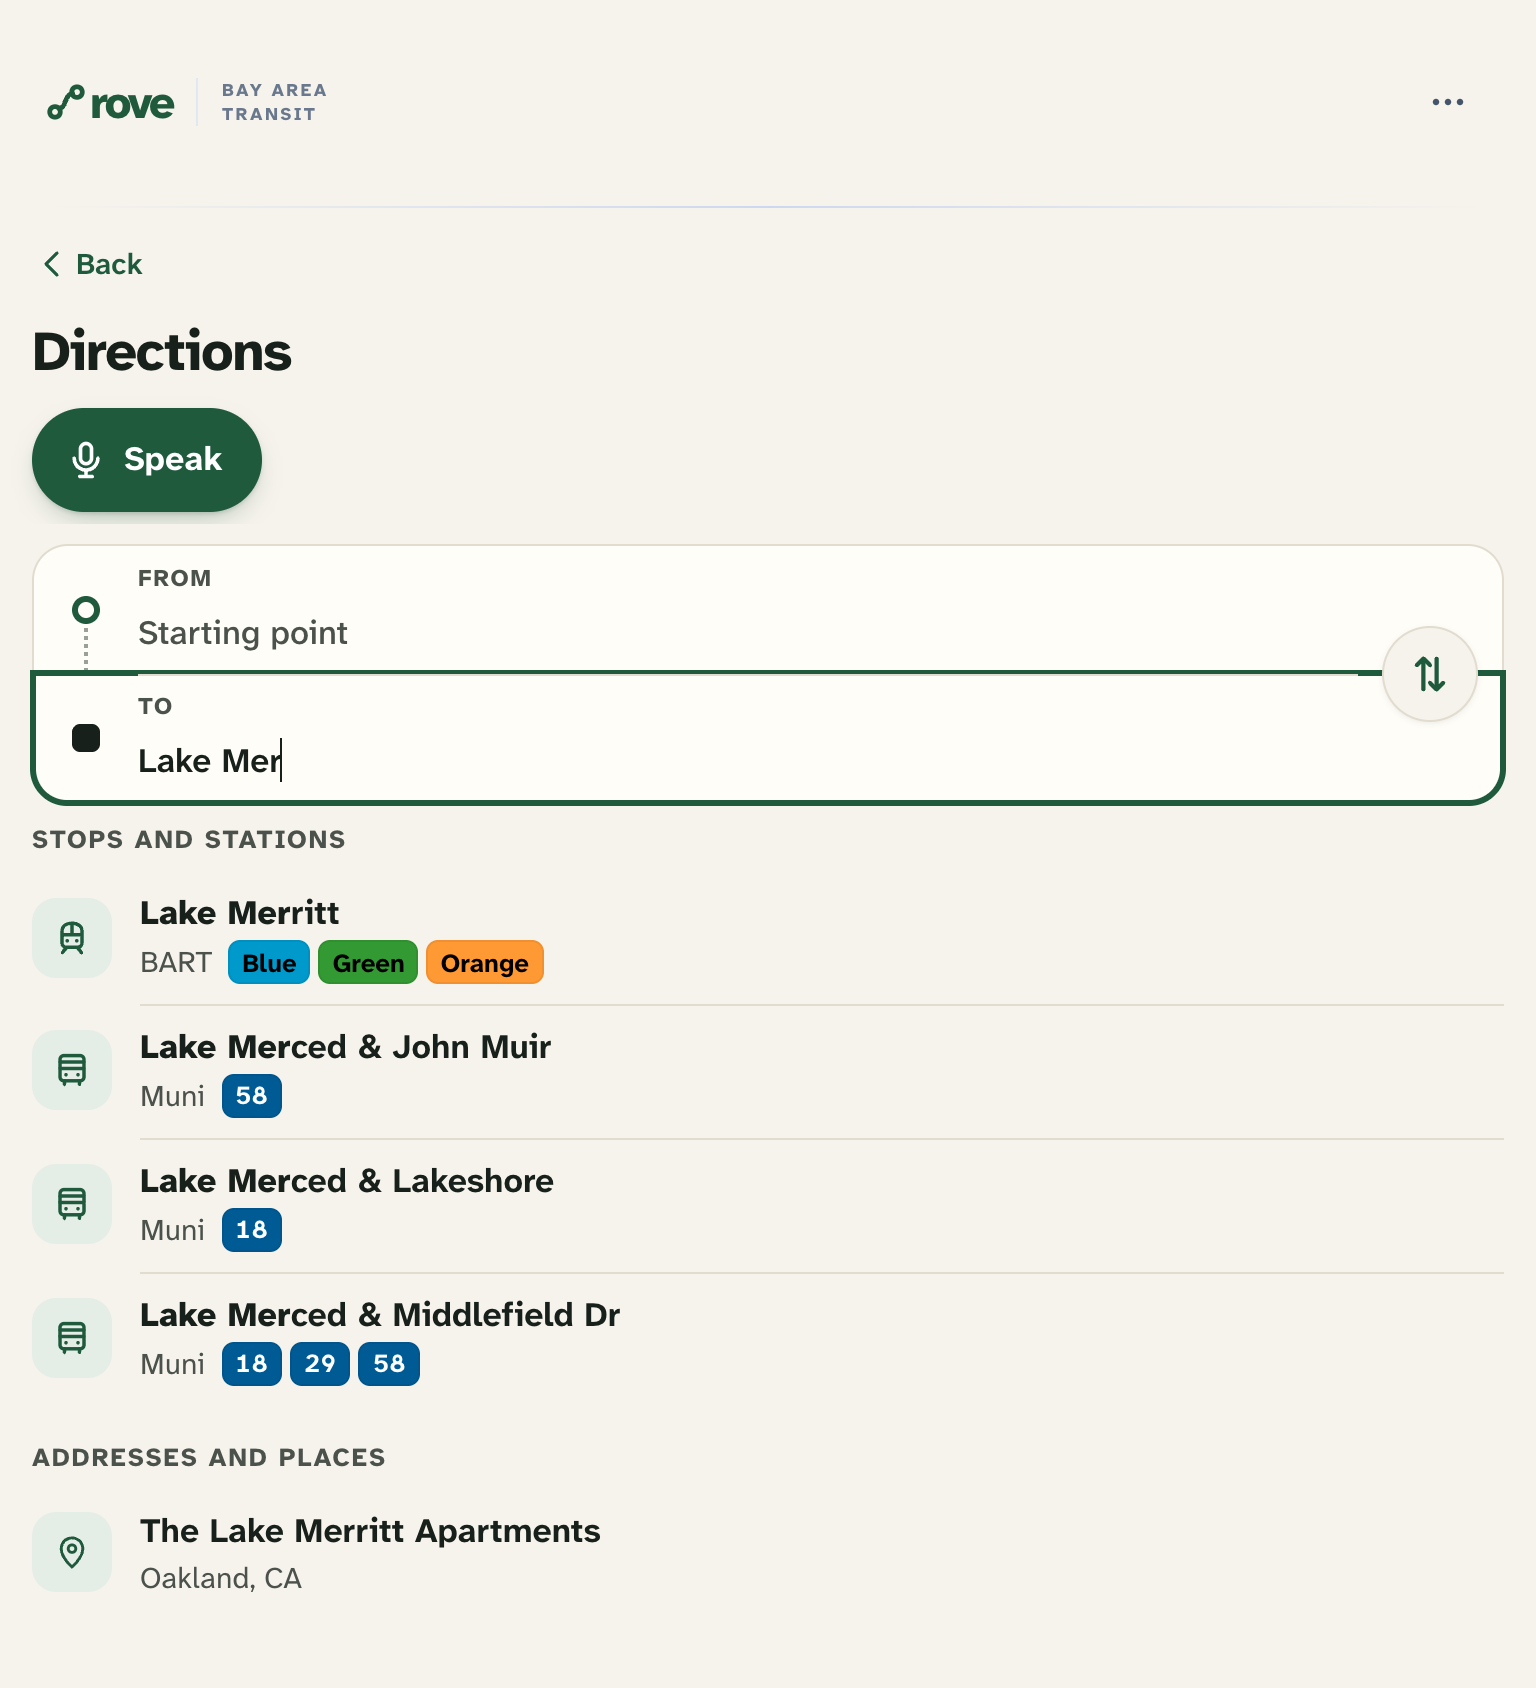 rove
BAY AREA
TRANSIT
Back
Directions
Speak
FROM
Starting point
TO
Lake Mer
STOPS AND STATIONS
Lake Merritt
BART Blue Green Orange
Lake Merced & John Muir
Muni 58
Lake Merced & Lakeshore
Muni 18
Lake Merced & Middlefield Dr
Muni 18 29 58
ADDRESSES AND PLACES
The Lake Merritt Apartments
Oakland, CA